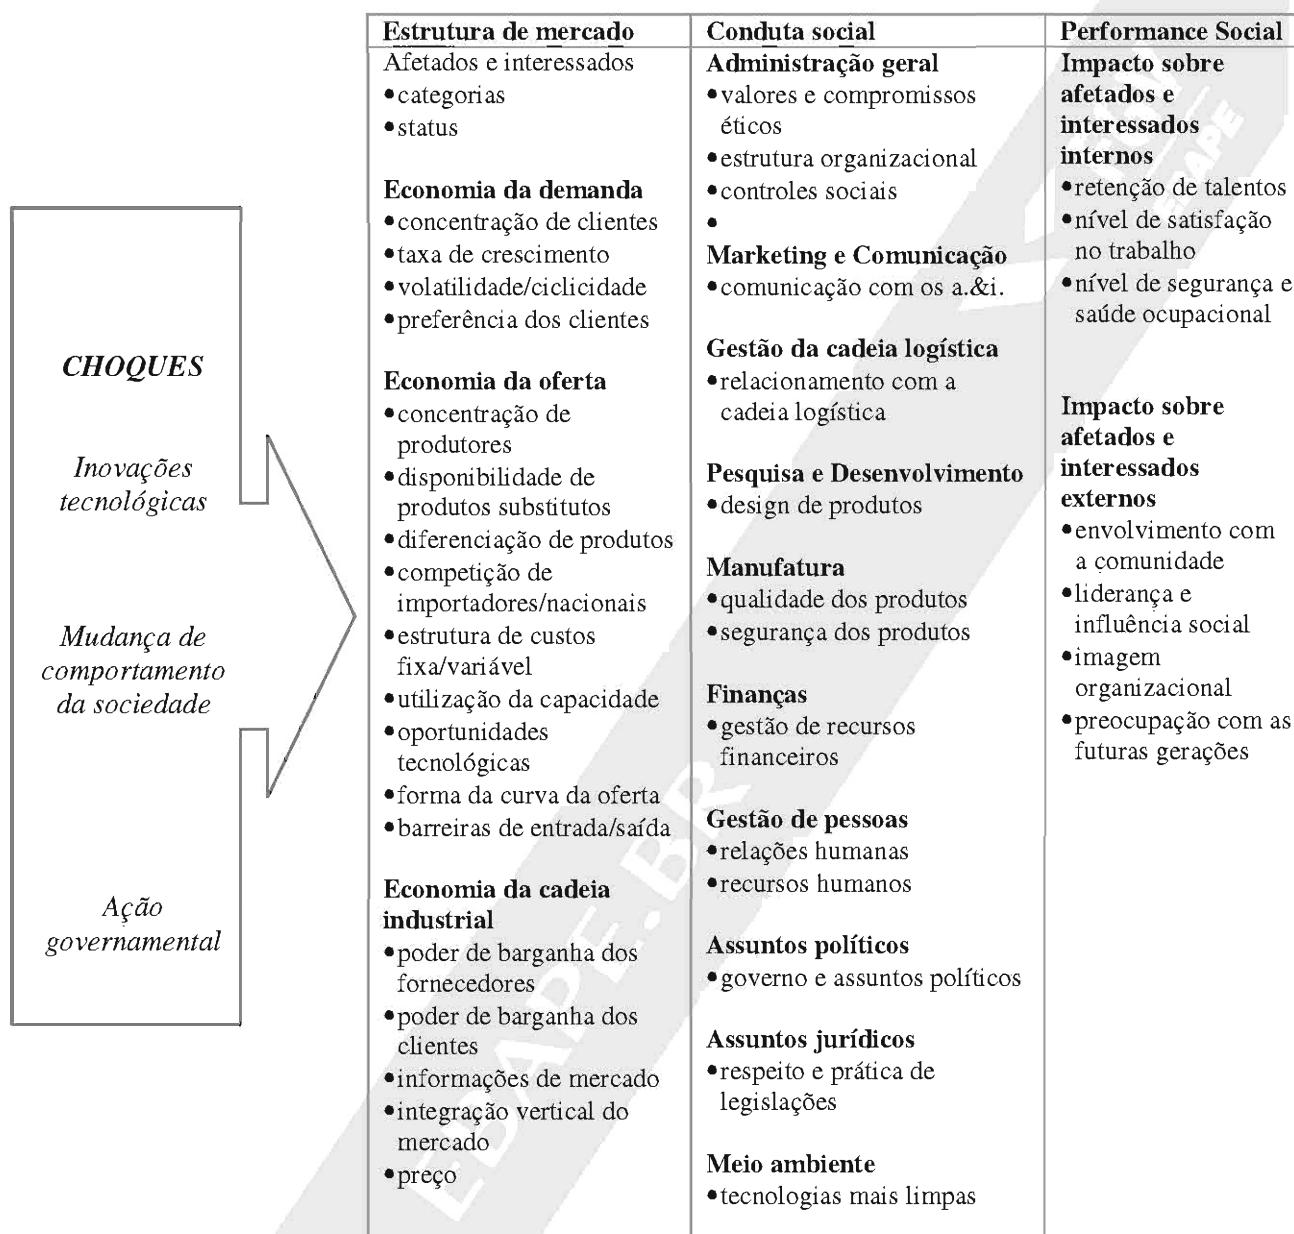 CHOQUES
Inovações
tecnológicas
Mudança de
comportamento
da sociedade
Ação
governamental
Estrutura de mercado
Afetados e interessados
•categorias
•status
Economia da demanda
•concentração de clientes
•taxa de crescimento
•volatilidade/ciclicidade
•preferência dos clientes
Economia da oferta
•concentração de
produtores
•disponibilidade de
produtos substitutos
•diferenciação de produtos
•competição de
importadores/nacionais
•estrutura de custos
fixa/variável
•utilização da capacidade
•oportunidades
tecnológicas
•forma da curva da oferta
•barreiras de entrada/saída
Economia da cadeia
industrial
•poder de barganha dos
fornecedores
•poder de barganha dos
clientes
•informações de mercado
•integração vertical do
mercado
•preço
Conduta social
Administração geral
•valores e compromissos
éticos
•estrutura organizacional
•controles sociais
•
Marketing e Comunicação
•comunicação com os a.&i.
Gestão da cadeia logística
•relacionamento com a
cadeia logística
Pesquisa e Desenvolvimento
•design de produtos
Manufatura
•qualidade dos produtos
•segurança dos produtos
Finanças
•gestão de recursos
financeiros
Gestão de pessoas
•relações humanas
•recursos humanos
Assuntos políticos
•governo e assuntos políticos
Assuntos jurídicos
•respeito e prática de
legislações
Meio ambiente
•tecnologias mais limpas
Performance Social
Impacto sobre
afetados e
interessados
internos
•retenção de talentos
•nível de satisfação
no trabalho
•nível de segurança e
saúde ocupacional
Impacto sobre
afetados e
interessados
externos
•envolvimento com
a comunidade
•liderança e
influência social
•imagem
organizacional
•preocupação com as
futuras gerações
EBAPE.BR